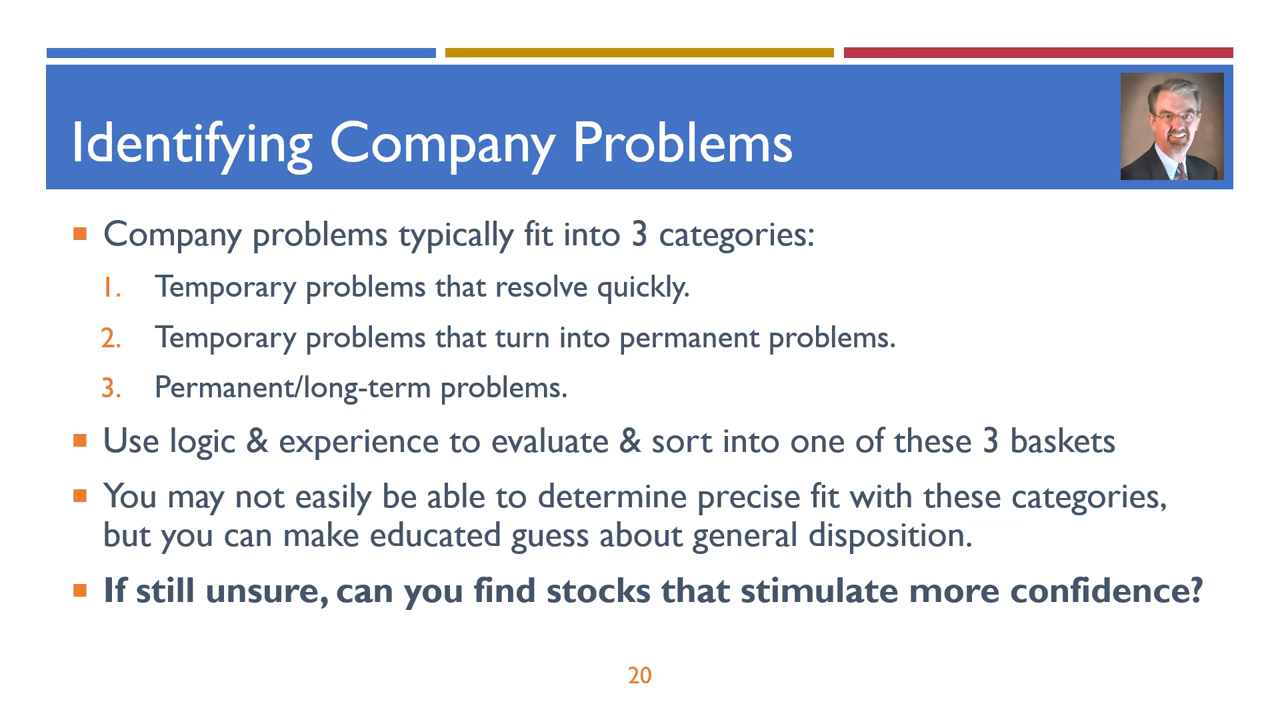 Identifying Company Problems
Company problems typically fit into 3 categories:
1. Temporary problems that resolve quickly.
2. Temporary problems that turn into permanent problems.
3. Permanent/long-term problems.
Use logic & experience to evaluate & sort into one of these 3 baskets
You may not easily be able to determine precise fit with these categories,
but you can make educated guess about general disposition.
If still unsure, can you find stocks that stimulate more confidence?
20